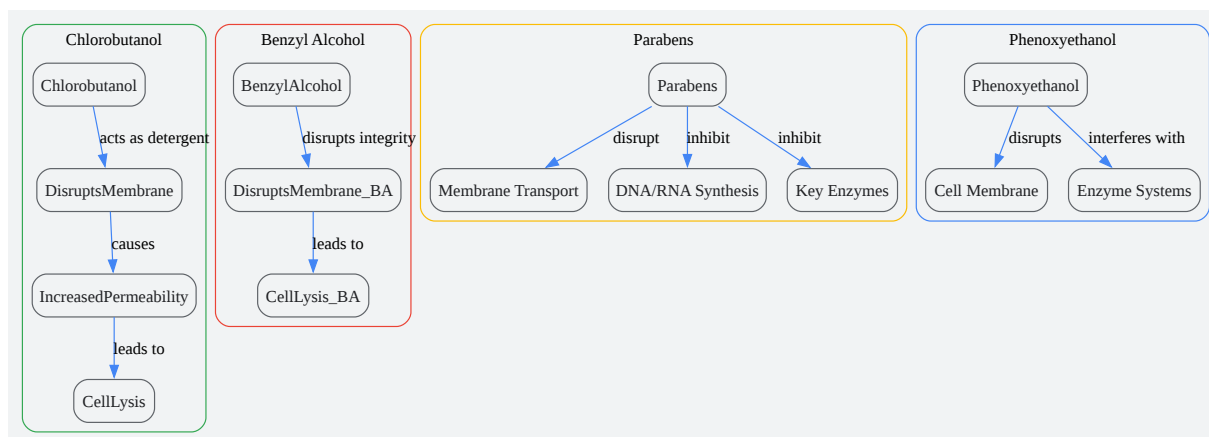 Chlorobutanol
Chlorobutanol
acts as detergent
DisruptsMembrane
causes
IncreasedPermeability
leads to
CellLysis
Benzyl Alcohol
BenzylAlcohol
disrupts integrity
DisruptsMembrane_BA
leads to
CellLysis_BA
Parabens
Parabens
disrupt
inhibit
inhibit
Membrane Transport
DNA/RNA Synthesis
Key Enzymes
Phenoxyethanol
Phenoxyethanol
disrupts
interferes with
Cell Membrane
Enzyme Systems